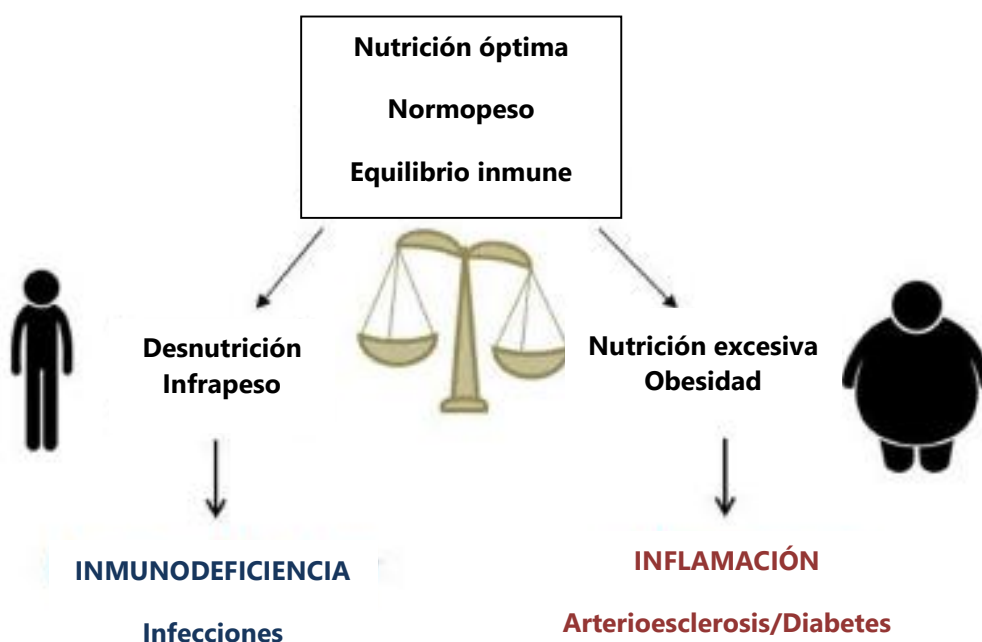 Nutrición óptima
Normopeso
Equilibrio inmune
Desnutrición
Infrapeso
Nutrición excesiva
Obesidad
INMUNODEFICIENCIA
Infecciones
INFLAMACIÓN
Arterioesclerosis/Diabetes